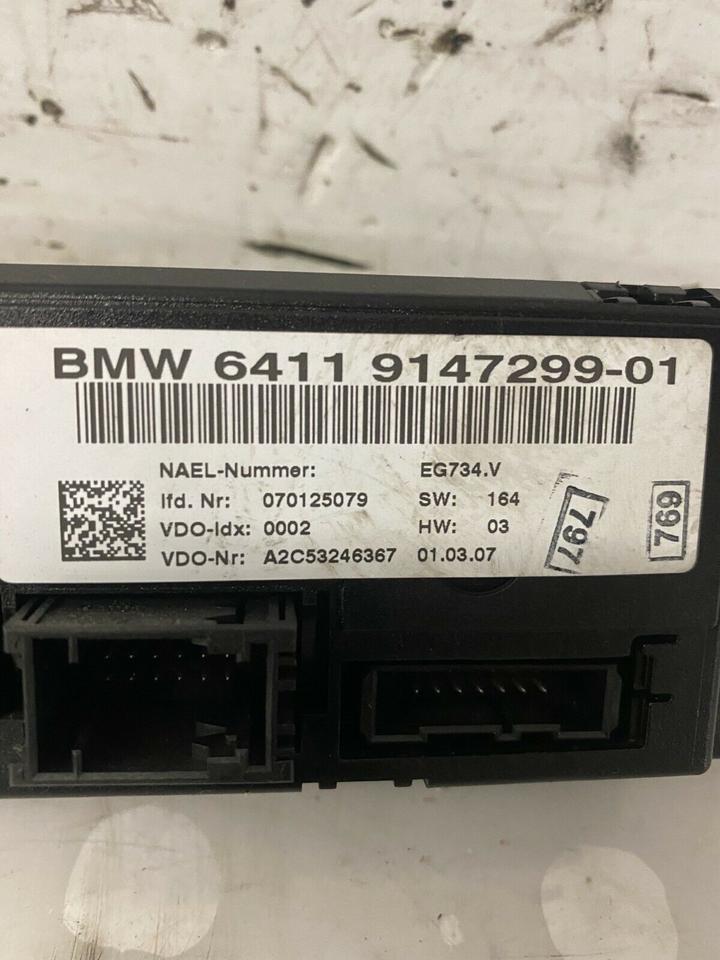 BMW 6411 9147299-01
NAEL-Nummer: EG734.V
lfd. Nr: 070125079 SW: 164
VDO-Idx: 0002 HW: 03
VDO-Nr: A2C53246367 01.03.07
797
769